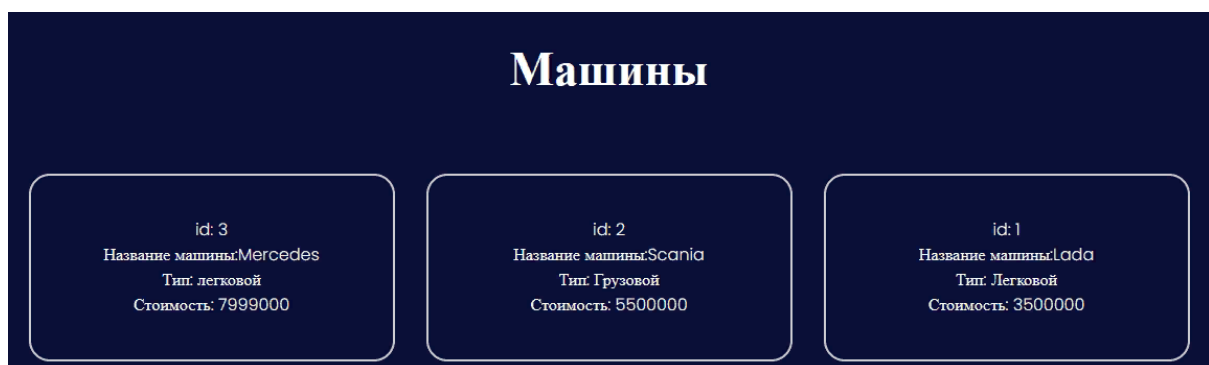 Машины
id: 3
Название машины:Mercedes
Тип: легковой
Стоимость: 7999000
id: 2
Название машины:Scania
Тип: Грузовой
Стоимость: 5500000
id: 1
Название машины:Lada
Тип: Легковой
Стоимость: 3500000